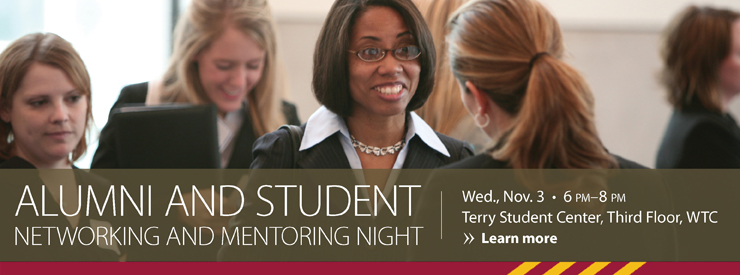 ALUMNI AND STUDENT
NETWORKING AND MENTORING NIGHT
Wed., Nov. 3 • 6 PM–8 PM
Terry Student Center, Third Floor, WTC
» Learn more